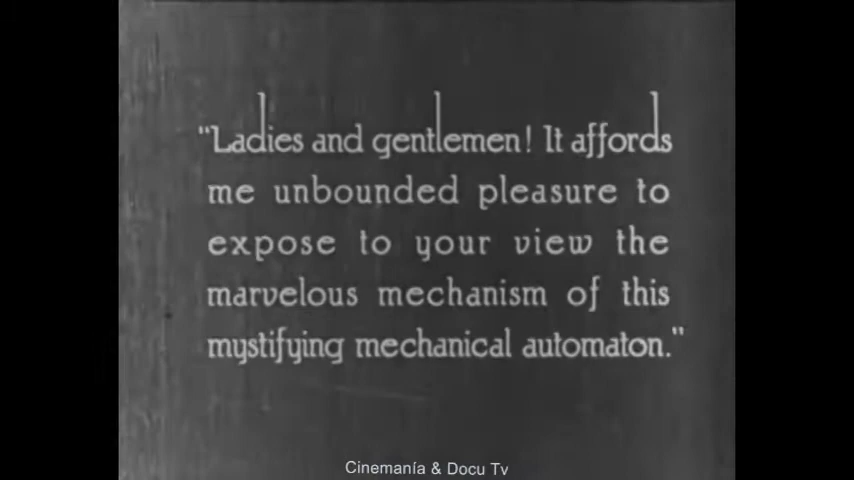 "Ladies and gentlemen! It affords
me unbounded pleasure to
expose to your view the
marvelous mechanism of this
mystifying mechanical automaton."
Cinemanía & Docu Tv